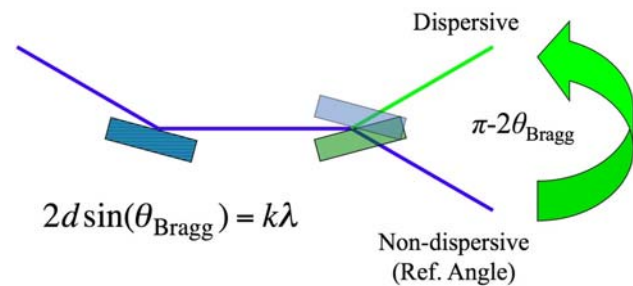 Dispersive
π-2θBragg
2d sin(θBragg) = kλ
Non-dispersive
(Ref. Angle)